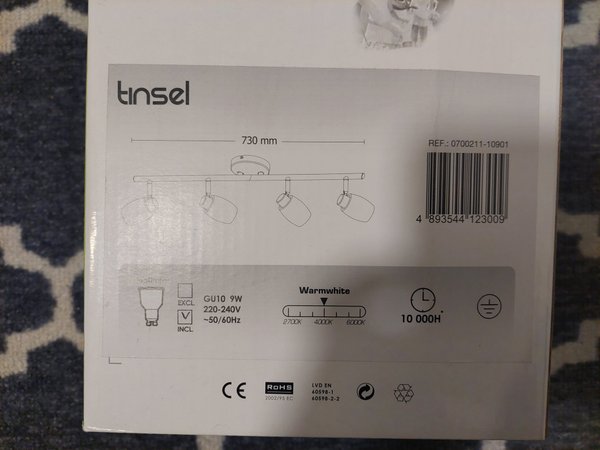 tinsel
730 mm
REF.: 0700211-10901
4 893544 123009
EXCL
INCL
GU10 9W
220-240V
~50/60Hz
Warmwhite
2700K 4000K 6000K
10 000H
CE
RoHS
2002/95 EC
LVD EN
60598-1
60598-2-2